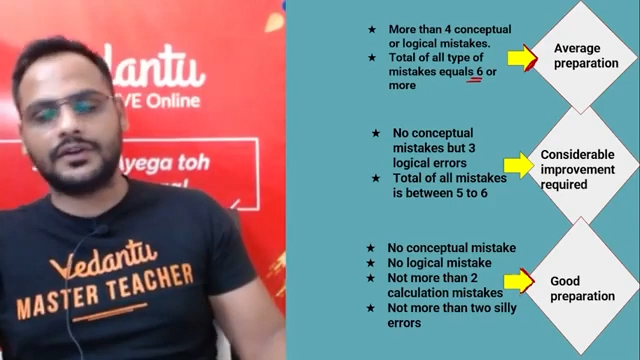 Vedantu
LIVE Online
Ayega toh
Vedantu
MASTER TEACHER
★ More than 4 conceptual
or logical mistakes.
★ Total of all type of
mistakes equals 6 or
more
Average
preparation
★ No conceptual
mistakes but 3
logical errors
★ Total of all mistakes
is between 5 to 6
Considerable
improvement
required
★ No conceptual mistake
★ No logical mistake
★ Not more than 2
calculation mistakes
★ Not more than two silly
errors
Good
preparation